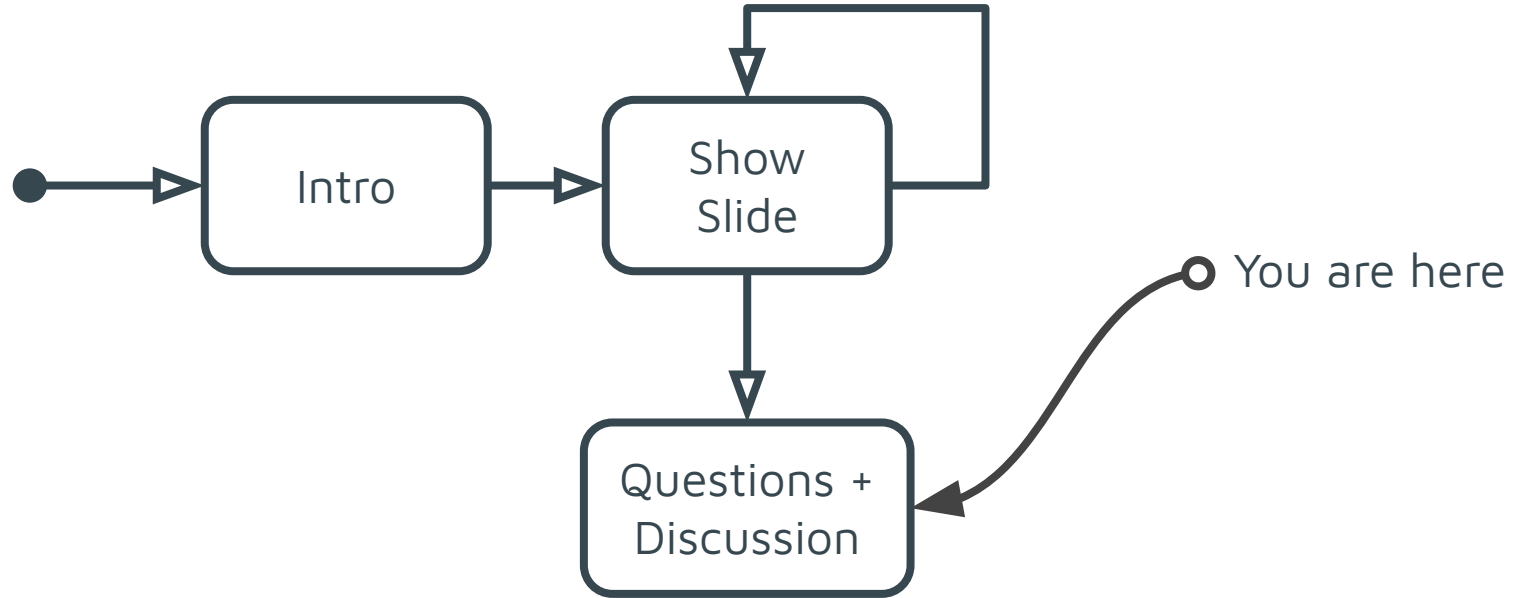 Intro
Show
Slide
You are here
Questions +
Discussion